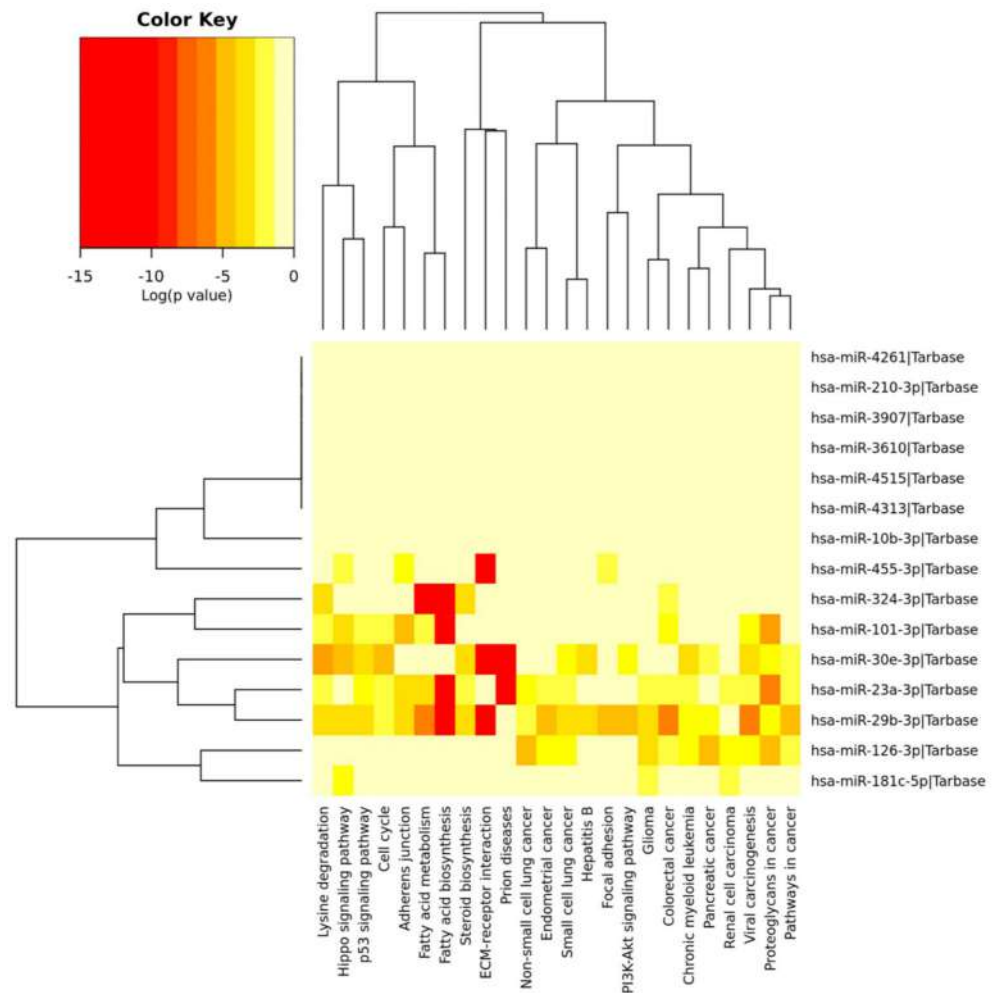 Color Key
-15 -10 -5 0
Log(p value)
hsa-miR-4261|Tarbase
hsa-miR-210-3p|Tarbase
hsa-miR-3907|Tarbase
hsa-miR-3610|Tarbase
hsa-miR-4515|Tarbase
hsa-miR-4313|Tarbase
hsa-miR-10b-3p|Tarbase
hsa-miR-455-3p|Tarbase
hsa-miR-324-3p|Tarbase
hsa-miR-101-3p|Tarbase
hsa-miR-30e-3p|Tarbase
hsa-miR-23a-3p|Tarbase
hsa-miR-29b-3p|Tarbase
hsa-miR-126-3p|Tarbase
hsa-miR-181c-5p|Tarbase
Lysine degradation
Hippo signaling pathway
p53 signaling pathway
Cell cycle
Adherens junction
Fatty acid metabolism
Fatty acid biosynthesis
Steroid biosynthesis
ECM-receptor interaction
Prion diseases
Non-small cell lung cancer
Endometrial cancer
Small cell lung cancer
Hepatitis B
Focal adhesion
PI3K-Akt signaling pathway
Glioma
Colorectal cancer
Chronic myeloid leukemia
Pancreatic cancer
Renal cell carcinoma
Viral carcinogenesis
Proteoglycans in cancer
Pathways in cancer